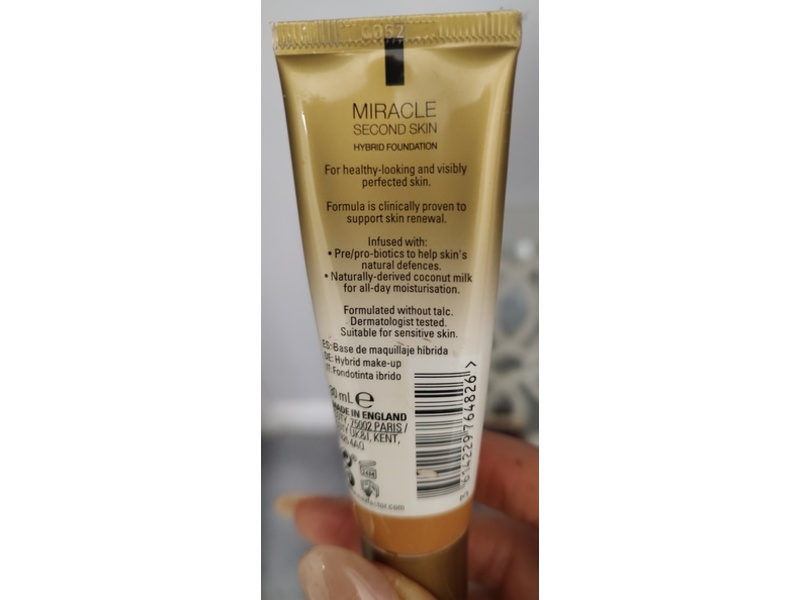 MIRACLE
SECOND SKIN
HYBRID FOUNDATION
For healthy-looking and visibly
perfected skin.
Formula is clinically proven to
support skin renewal.
Infused with:
• Pre/pro-biotics to help skin's
natural defences.
• Naturally-derived coconut milk
for all-day moisturisation.
Formulated without talc.
Dermatologist tested.
Suitable for sensitive skin.
ES: Base de maquillaje híbrida
DE: Hybrid make-up
IT: Fondotinta ibrido
mL e
MADE IN ENGLAND
75002 PARIS /
UK&I, KENT,
614229 764826 >